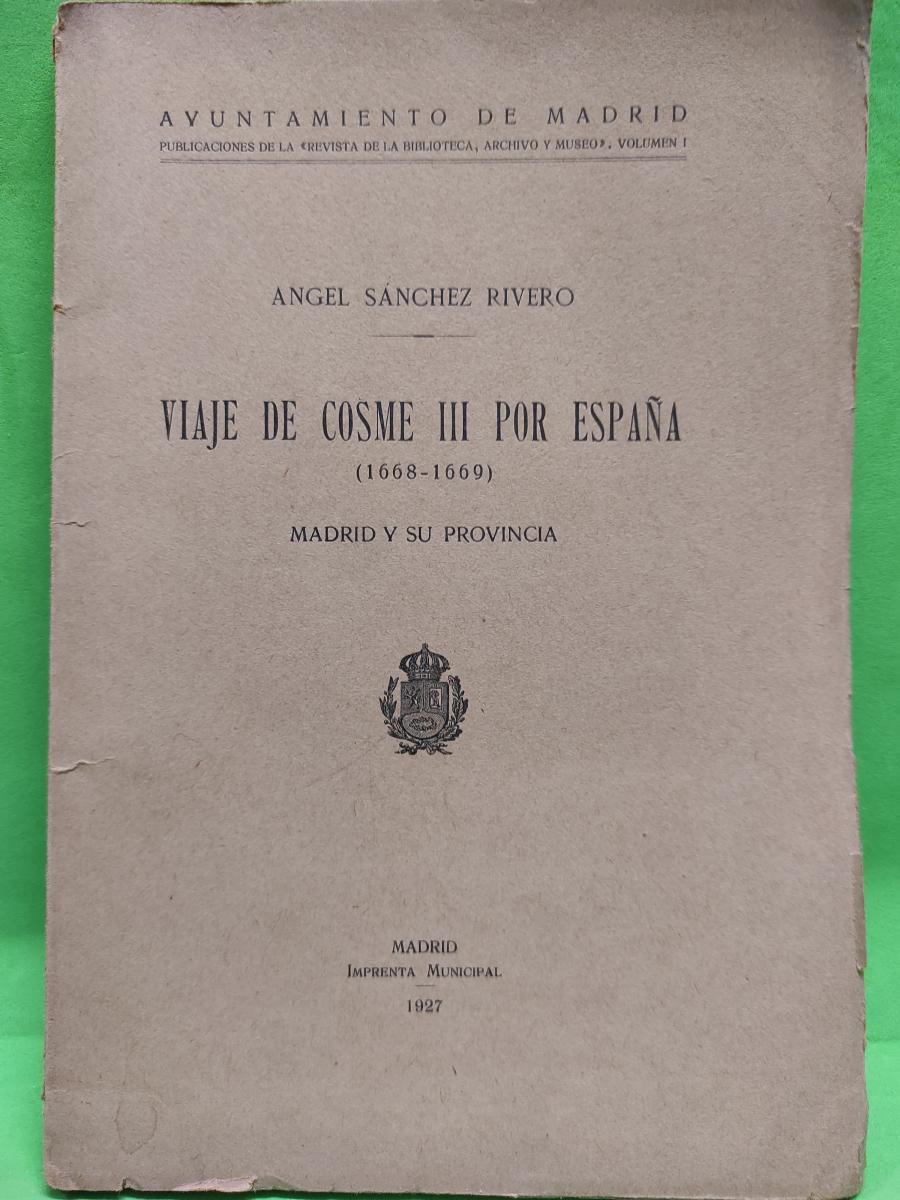 AYUNTAMIENTO DE MADRID
PUBLICACIONES DE LA «REVISTA DE LA BIBLIOTECA, ARCHIVO Y MUSEO». VOLUMEN I
ANGEL SÁNCHEZ RIVERO
VIAJE DE COSME III POR ESPAÑA
(1668-1669)
MADRID Y SU PROVINCIA
MADRID
IMPRENTA MUNICIPAL
1927